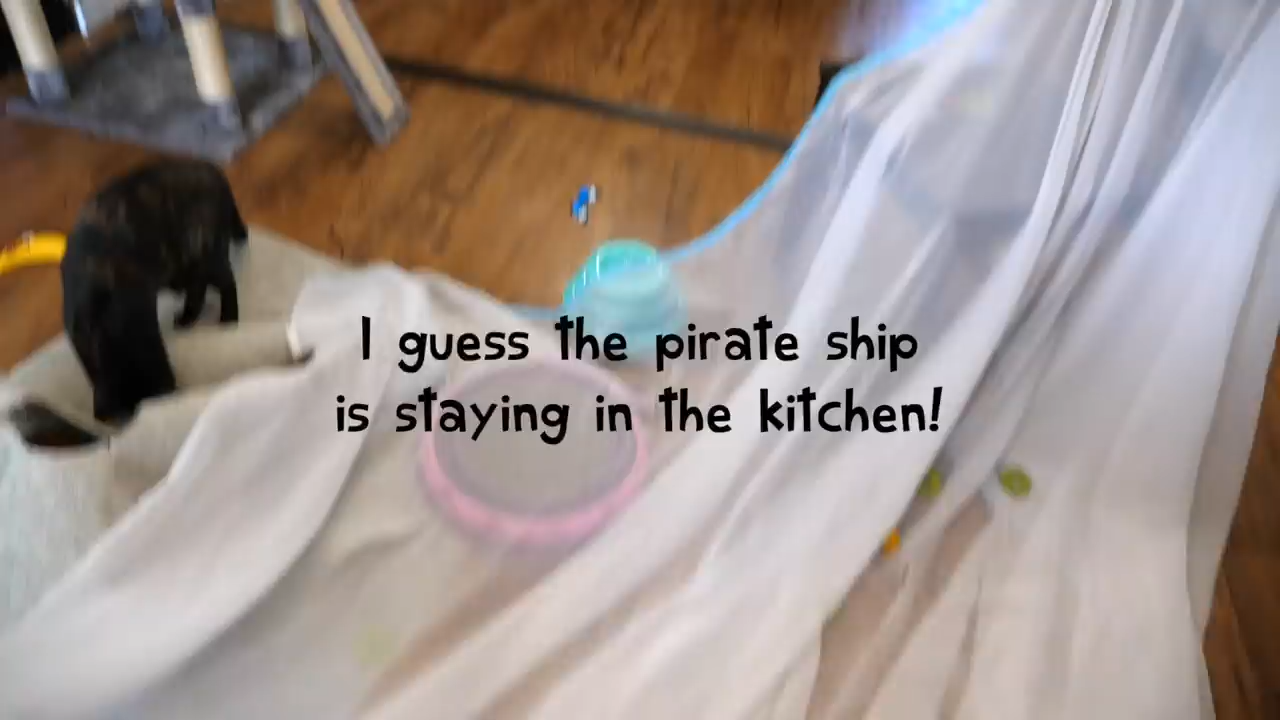 I guess the pirate ship
is staying in the kitchen!